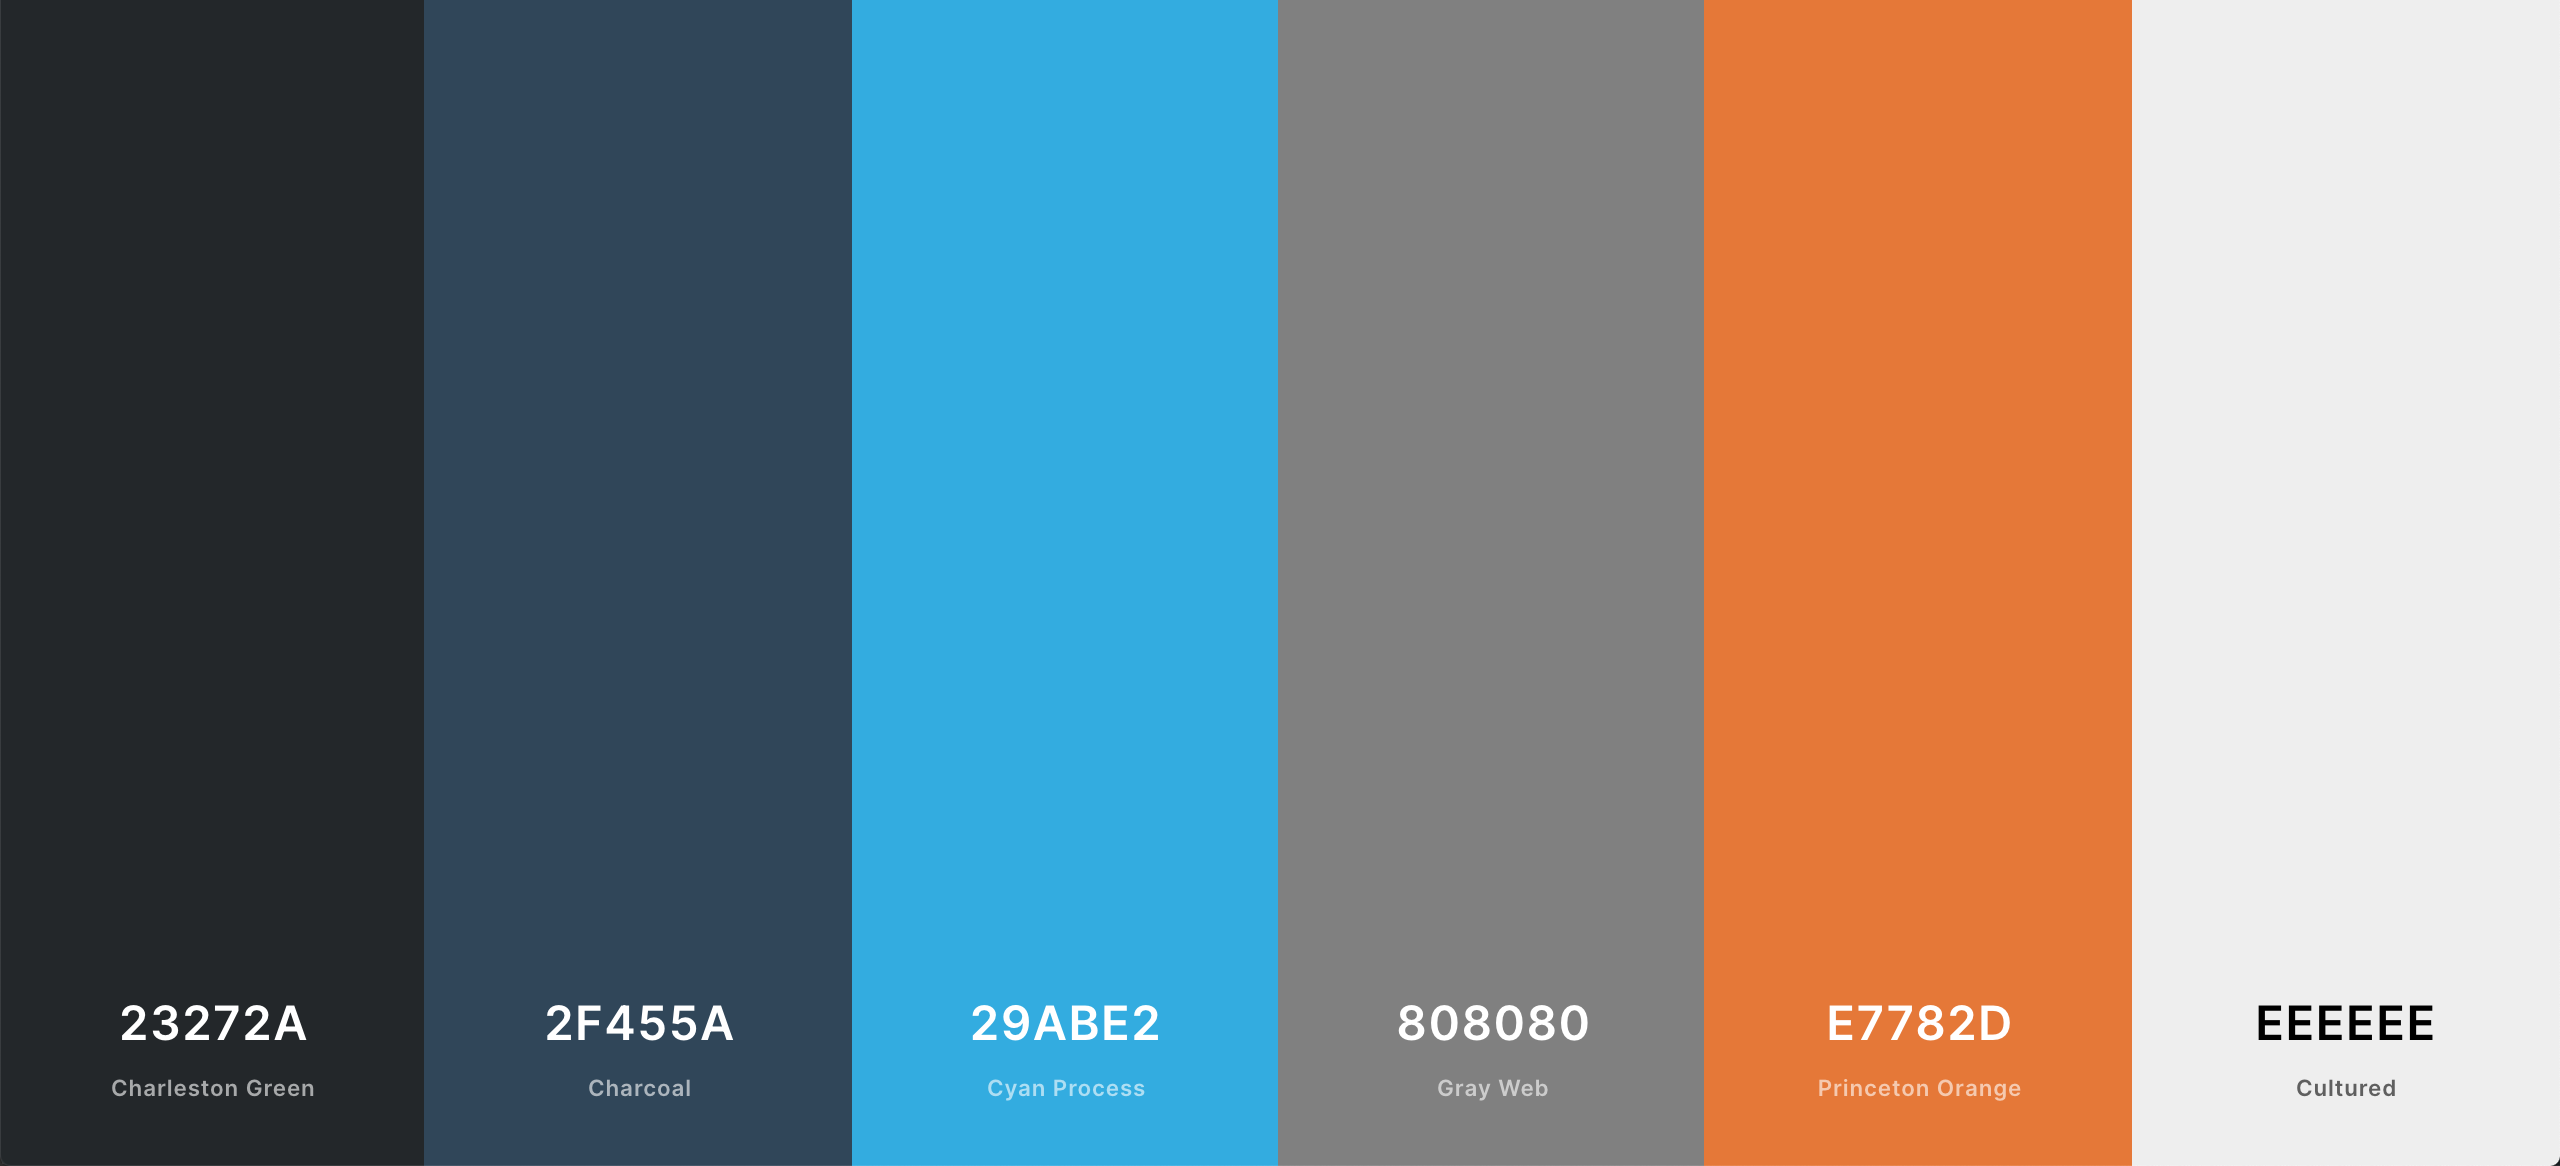 23272A
Charleston Green
2F455A
Charcoal
29ABE2
Cyan Process
808080
Gray Web
E7782D
Princeton Orange
EEEEEE
Cultured